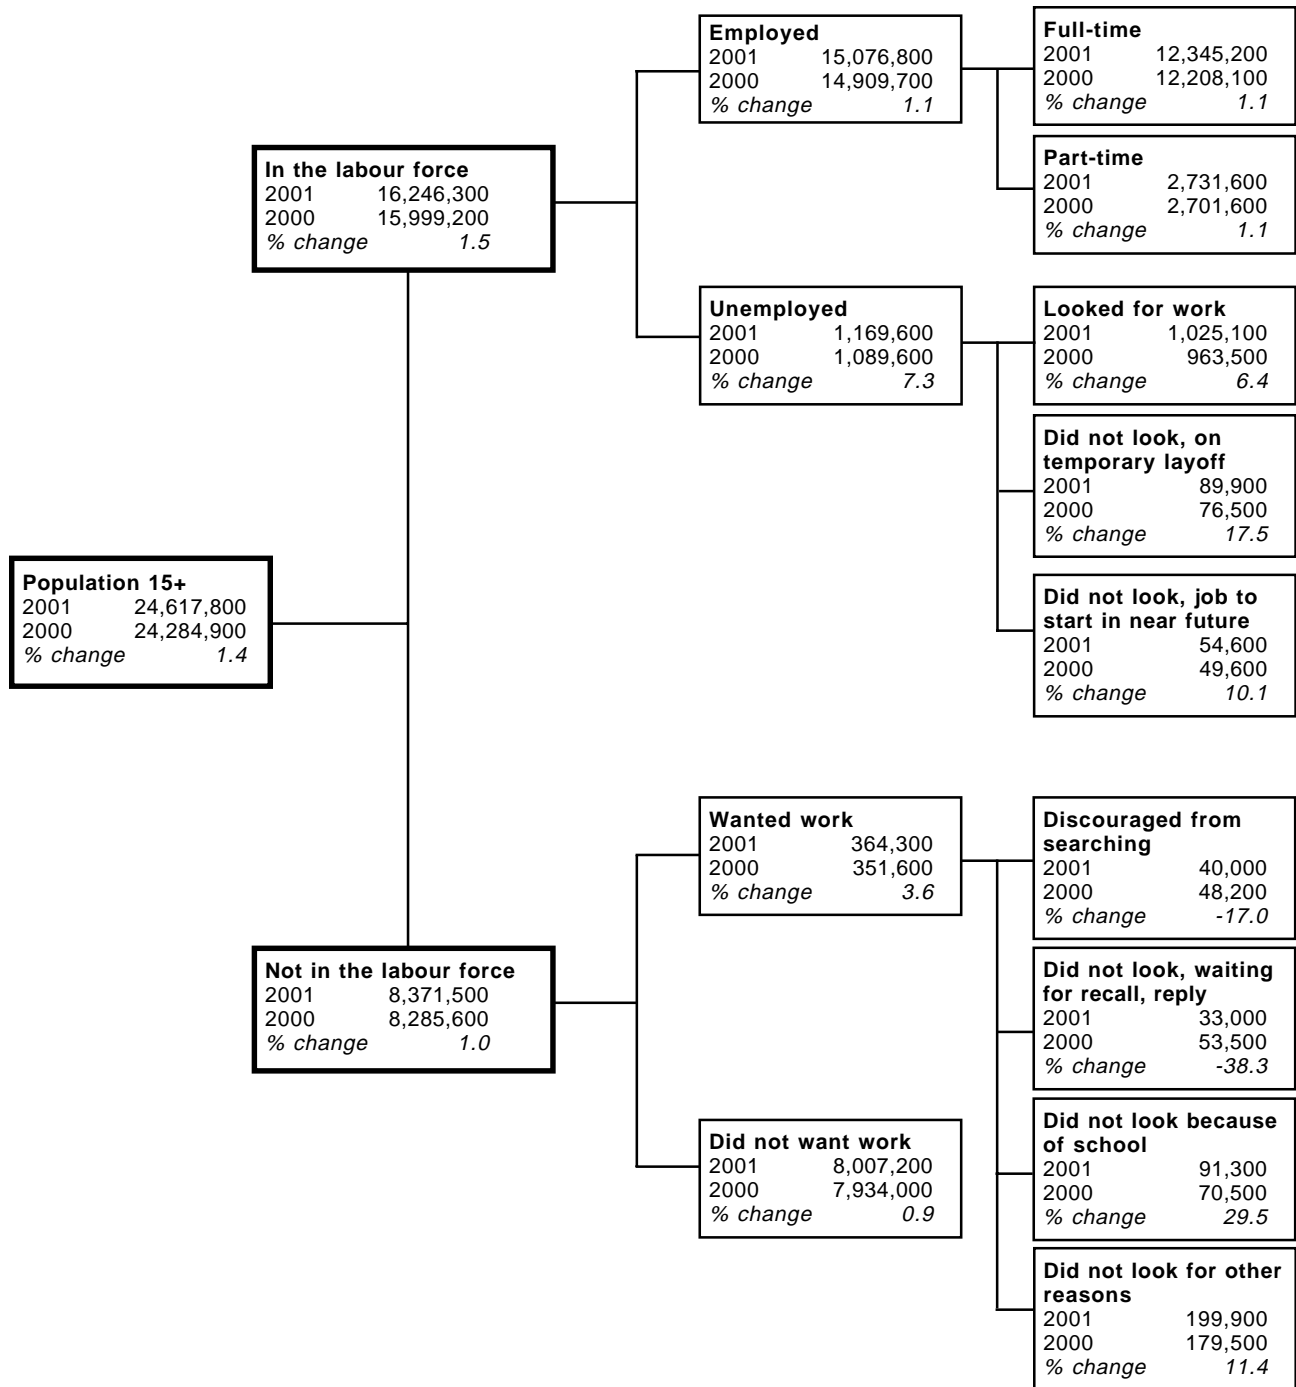 Population 15+
2001 24,617,800
2000 24,284,900
% change 1.4
In the labour force
2001 16,246,300
2000 15,999,200
% change 1.5
Employed
2001 15,076,800
2000 14,909,700
% change 1.1
Full-time
2001 12,345,200
2000 12,208,100
% change 1.1
Part-time
2001 2,731,600
2000 2,701,600
% change 1.1
Unemployed
2001 1,169,600
2000 1,089,600
% change 7.3
Looked for work
2001 1,025,100
2000 963,500
% change 6.4
Did not look, on
temporary layoff
2001 89,900
2000 76,500
% change 17.5
Did not look, job to
start in near future
2001 54,600
2000 49,600
% change 10.1
Not in the labour force
2001 8,371,500
2000 8,285,600
% change 1.0
Wanted work
2001 364,300
2000 351,600
% change 3.6
Discouraged from
searching
2001 40,000
2000 48,200
% change -17.0
Did not look, waiting
for recall, reply
2001 33,000
2000 53,500
% change -38.3
Did not look because
of school
2001 91,300
2000 70,500
% change 29.5
Did not look for other
reasons
2001 199,900
2000 179,500
% change 11.4
Did not want work
2001 8,007,200
2000 7,934,000
% change 0.9